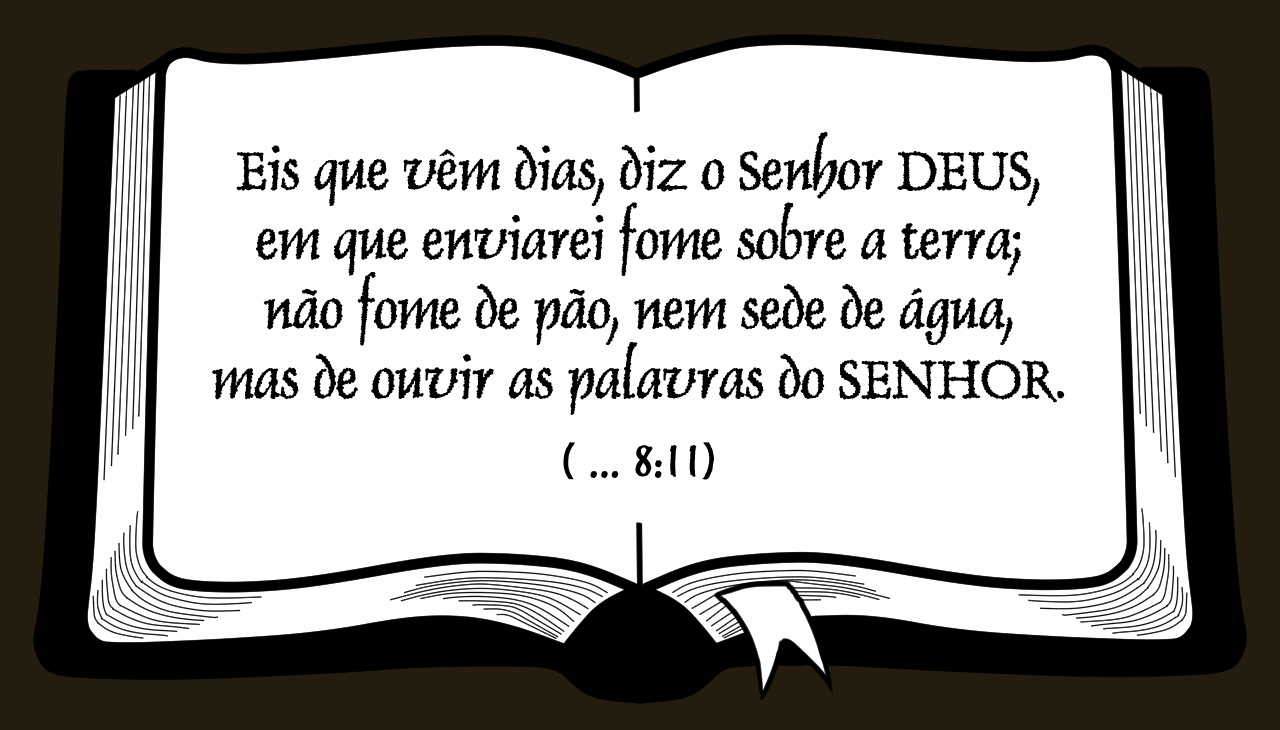 Eis que vêm dias, diz o Senhor DEUS,
em que enviarei fome sobre a terra;
não fome de pão, nem sede de água,
mas de ouvir as palavras do SENHOR.
( ... 8:11)